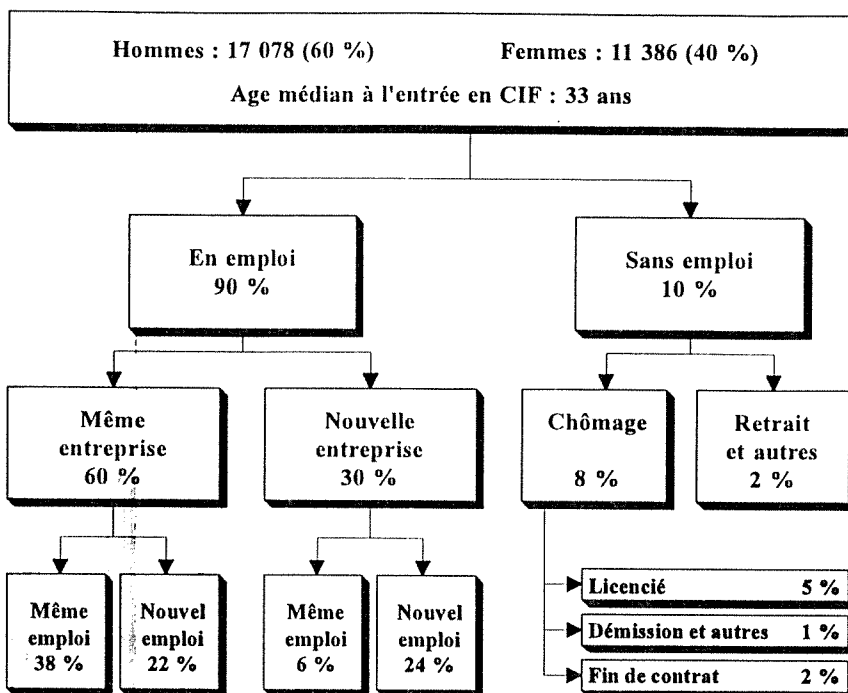 Hommes : 17 078 (60 %) Femmes : 11 386 (40 %)
Age médian à l'entrée en CIF : 33 ans
En emploi
90 %
Sans emploi
10 %
Même
entreprise
60 %
Nouvelle
entreprise
30 %
Chômage
8 %
Retrait
et autres
2 %
Même
emploi
38 %
Nouvel
emploi
22 %
Même
emploi
6 %
Nouvel
emploi
24 %
Licencié 5 %
Démission et autres 1 %
Fin de contrat 2 %